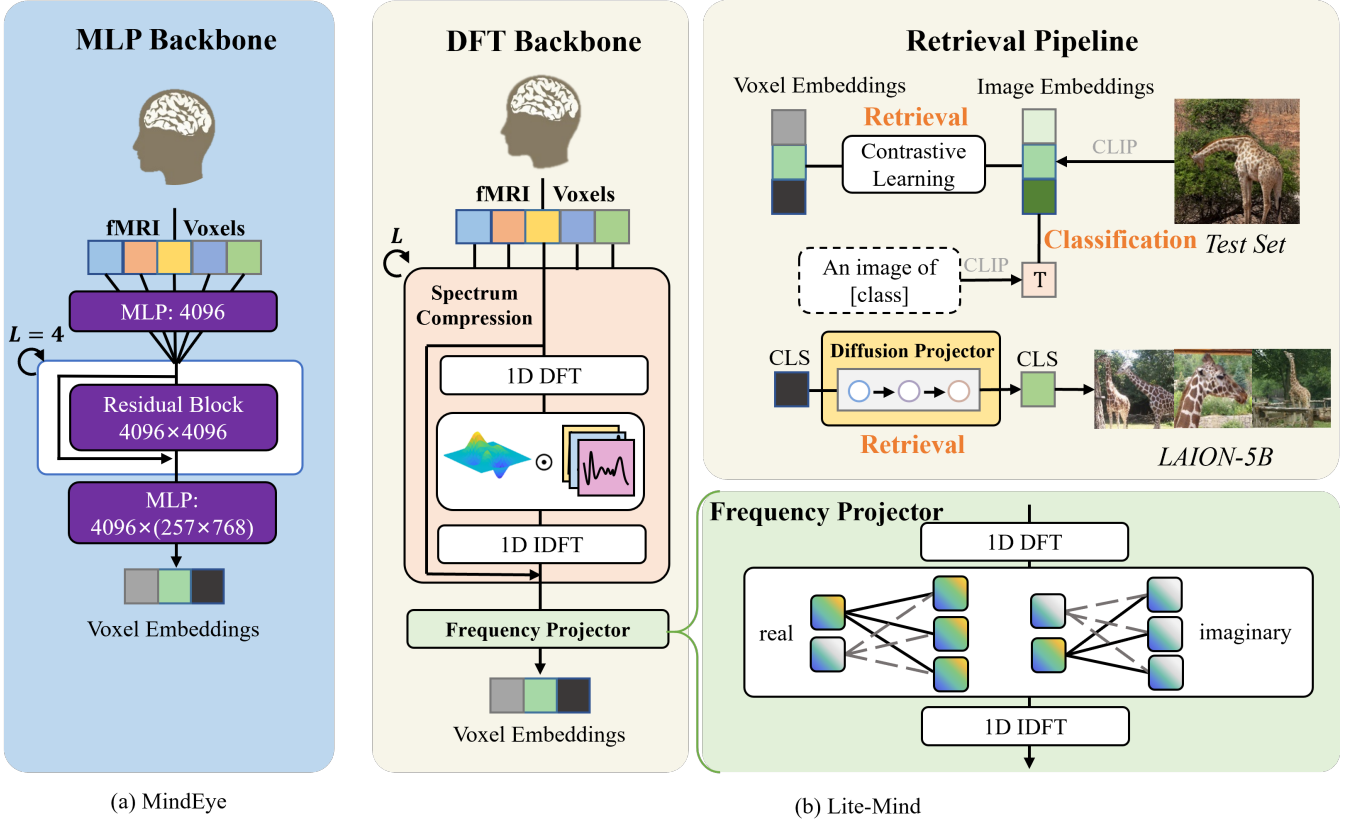 MLP Backbone
fMRI Voxels
MLP: 4096
L = 4
Residual Block
4096×4096
MLP:
4096×(257×768)
Voxel Embeddings
(a) MindEye
DFT Backbone
fMRI Voxels
L
Spectrum
Compression
1D DFT
1D IDFT
Frequency Projector
Voxel Embeddings
Retrieval Pipeline
Voxel Embeddings
Image Embeddings
Retrieval
Contrastive
Learning
CLIP
Classification
Test Set
An image of
[class]
CLIP
T
CLS
Diffusion Projector
CLS
Retrieval
LAION-5B
Frequency Projector
1D DFT
real
imaginary
1D IDFT
(b) Lite-Mind